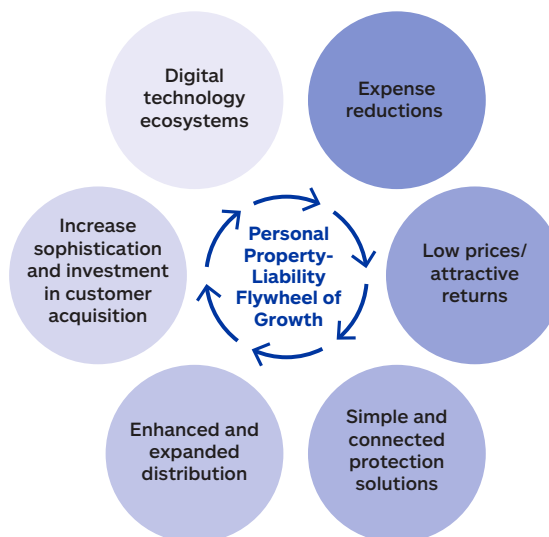 Digital
technology
ecosystems
Expense
reductions
Increase
sophistication
and investment
in customer
acquisition
Personal
Property-
Liability
Flywheel of
Growth
Low prices/
attractive
returns
Enhanced and
expanded
distribution
Simple and
connected
protection
solutions